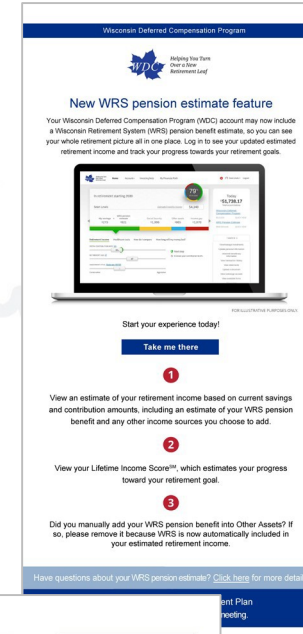 Wisconsin Deferred Compensation Program
WDC
Helping You Turn
Over a New
Retirement Leaf
New WRS pension estimate feature
Your Wisconsin Deferred Compensation Program (WDC) account may now include
a Wisconsin Retirement System (WRS) pension benefit estimate, so you can see
your whole retirement picture all in one place. Log in to see your updated estimated
retirement income and track your progress towards your retirement goals.
79
Today
$51,738.17
FOR ILLUSTRATIVE PURPOSES ONLY
Start your experience today!
Take me there
1
View an estimate of your retirement income based on current savings
and contribution amounts, including an estimate of your WRS pension
benefit and any other income sources you choose to add.
2
View your Lifetime Income Score℠, which estimates your progress
toward your retirement goal.
3
Did you manually add your WRS pension benefit into Other Assets? If
so, please remove it because WRS is now automatically included in
your estimated retirement income.
Have questions about your WRS pension estimate? Click here for more detail
ent Plan
meeting.